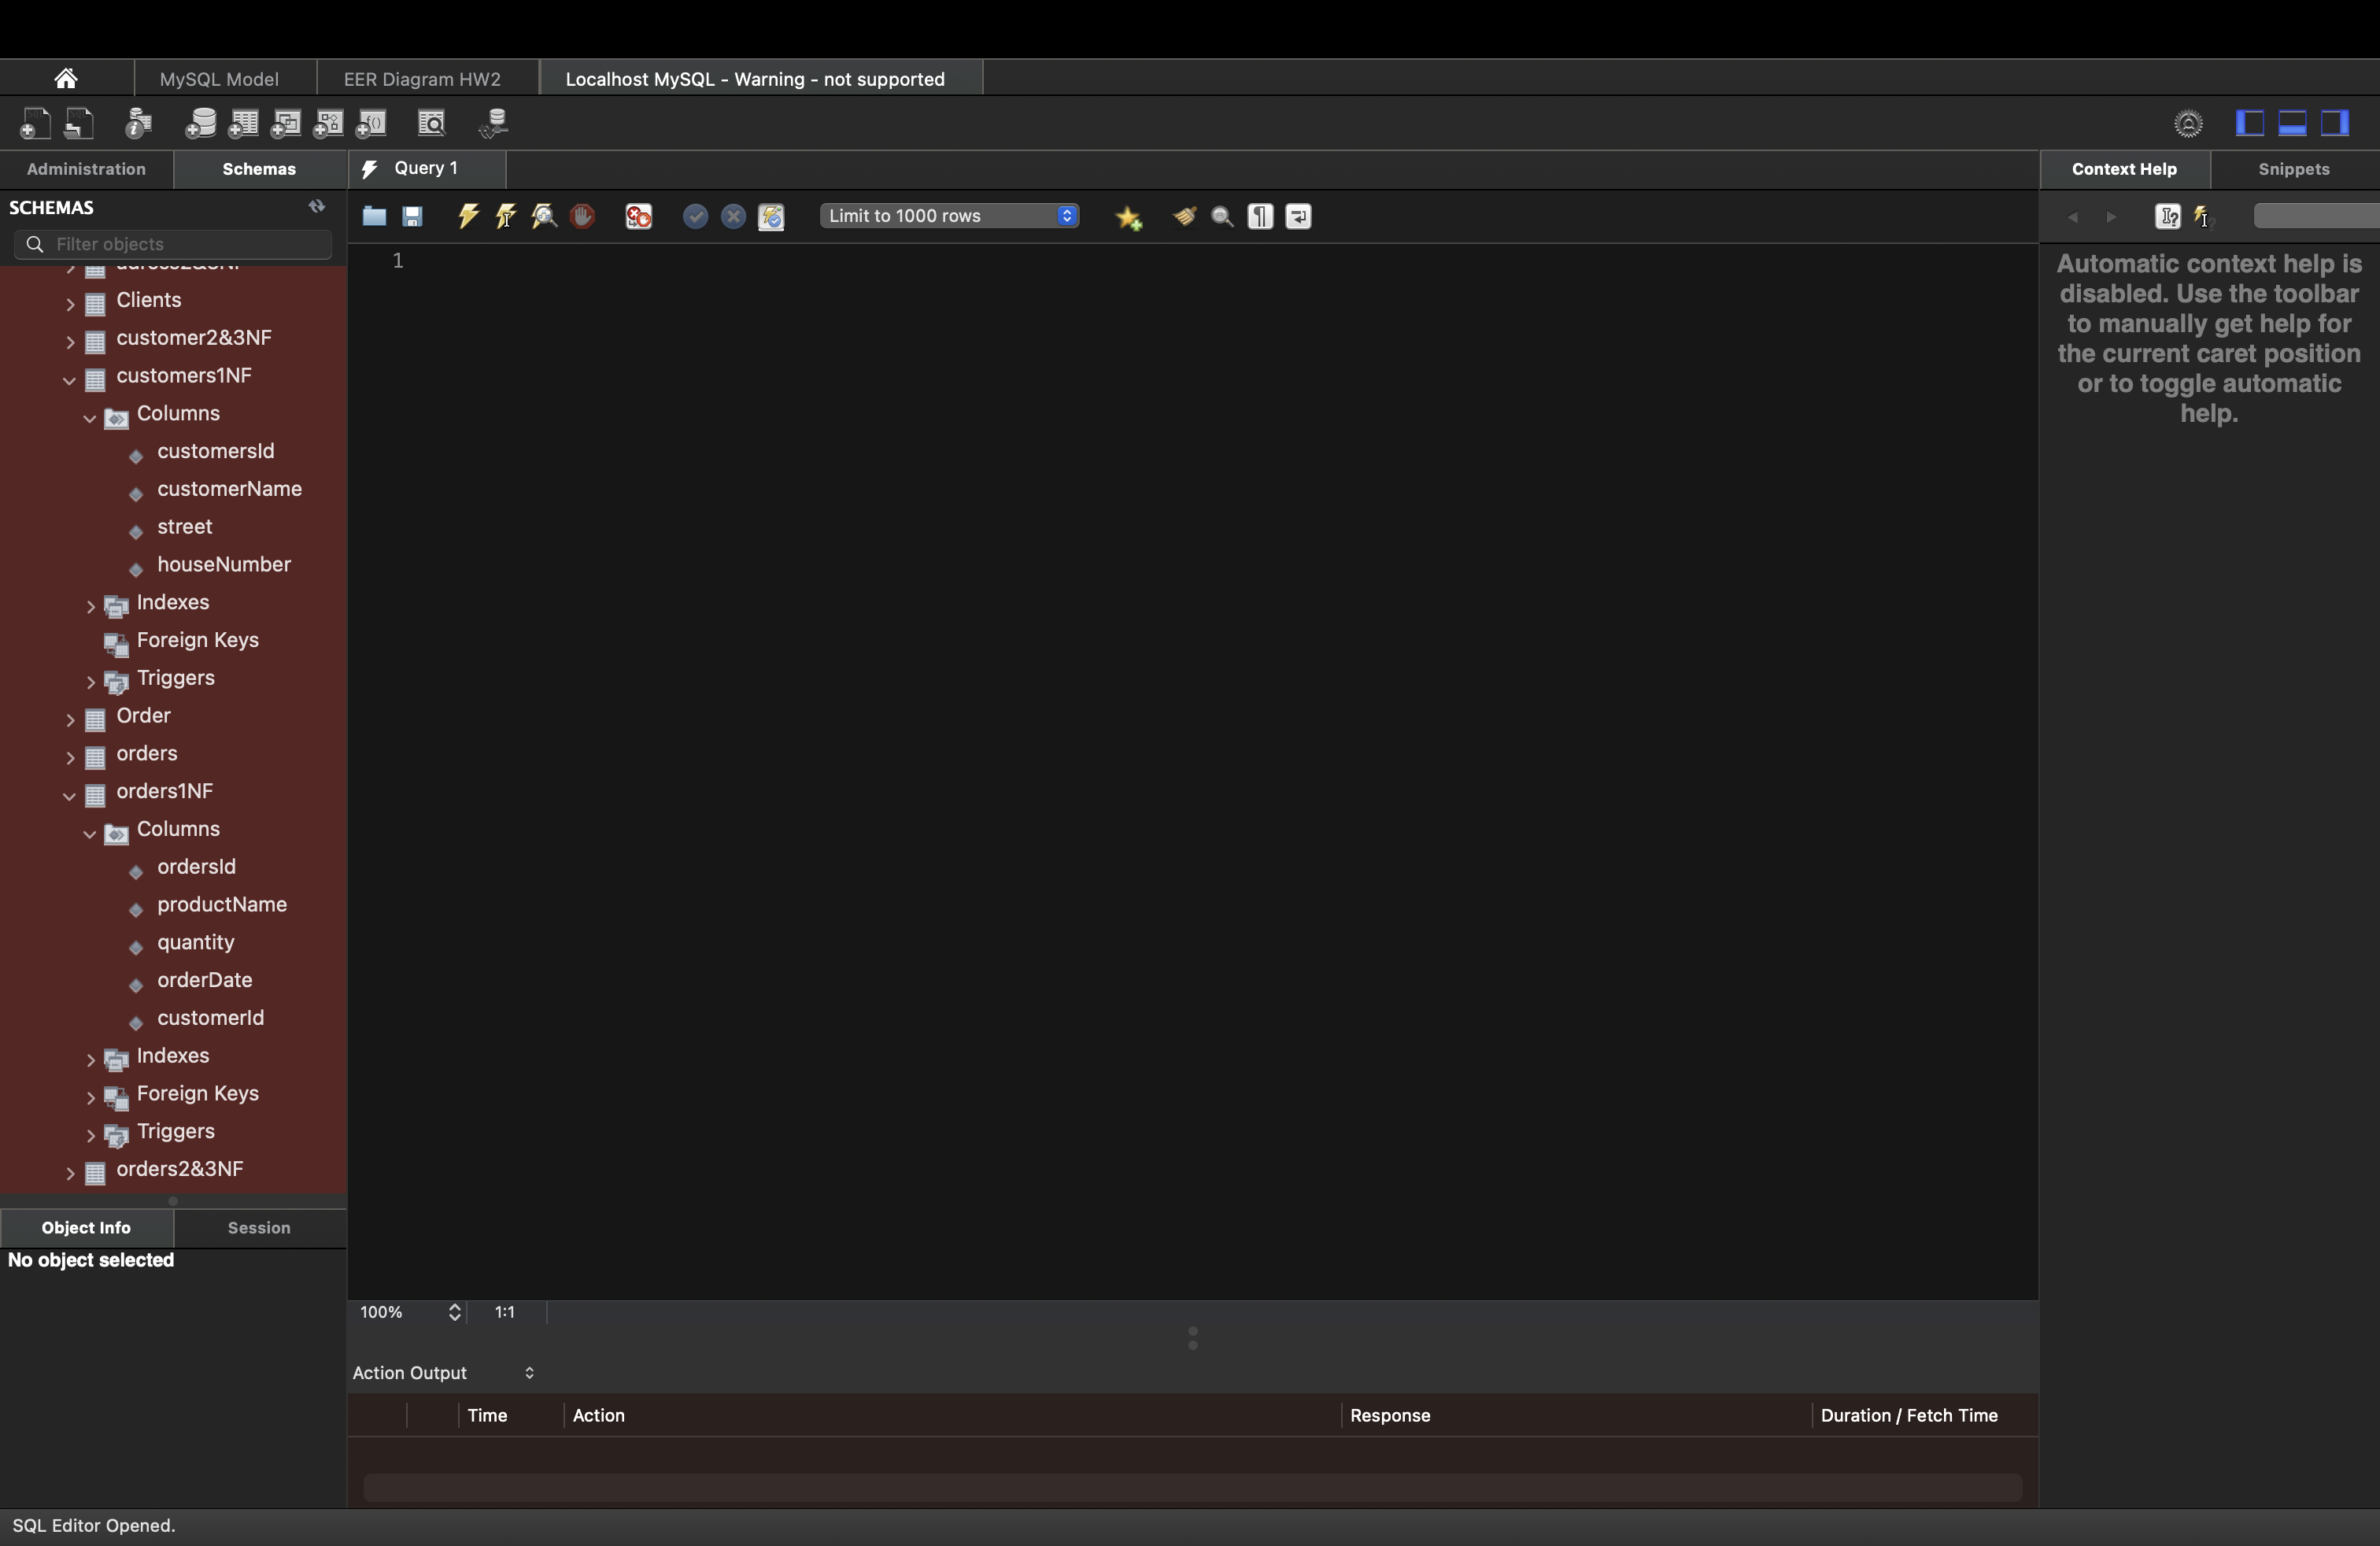 MySQL Model
EER Diagram HW2
Localhost MySQL - Warning - not supported
Administration
Schemas
Query 1
Context Help
Snippets
SCHEMAS
Filter objects
Limit to 1000 rows
1
Clients
customer2&3NF
customers1NF
Columns
customersId
customerName
street
houseNumber
Indexes
Foreign Keys
Triggers
Order
orders
orders1NF
Columns
ordersId
productName
quantity
orderDate
customerId
Indexes
Foreign Keys
Triggers
orders2&3NF
Automatic context help is
disabled. Use the toolbar
to manually get help for
the current caret position
or to toggle automatic
help.
Object Info
Session
No object selected
100%
1:1
Action Output
Time
Action
Response
Duration / Fetch Time
SQL Editor Opened.